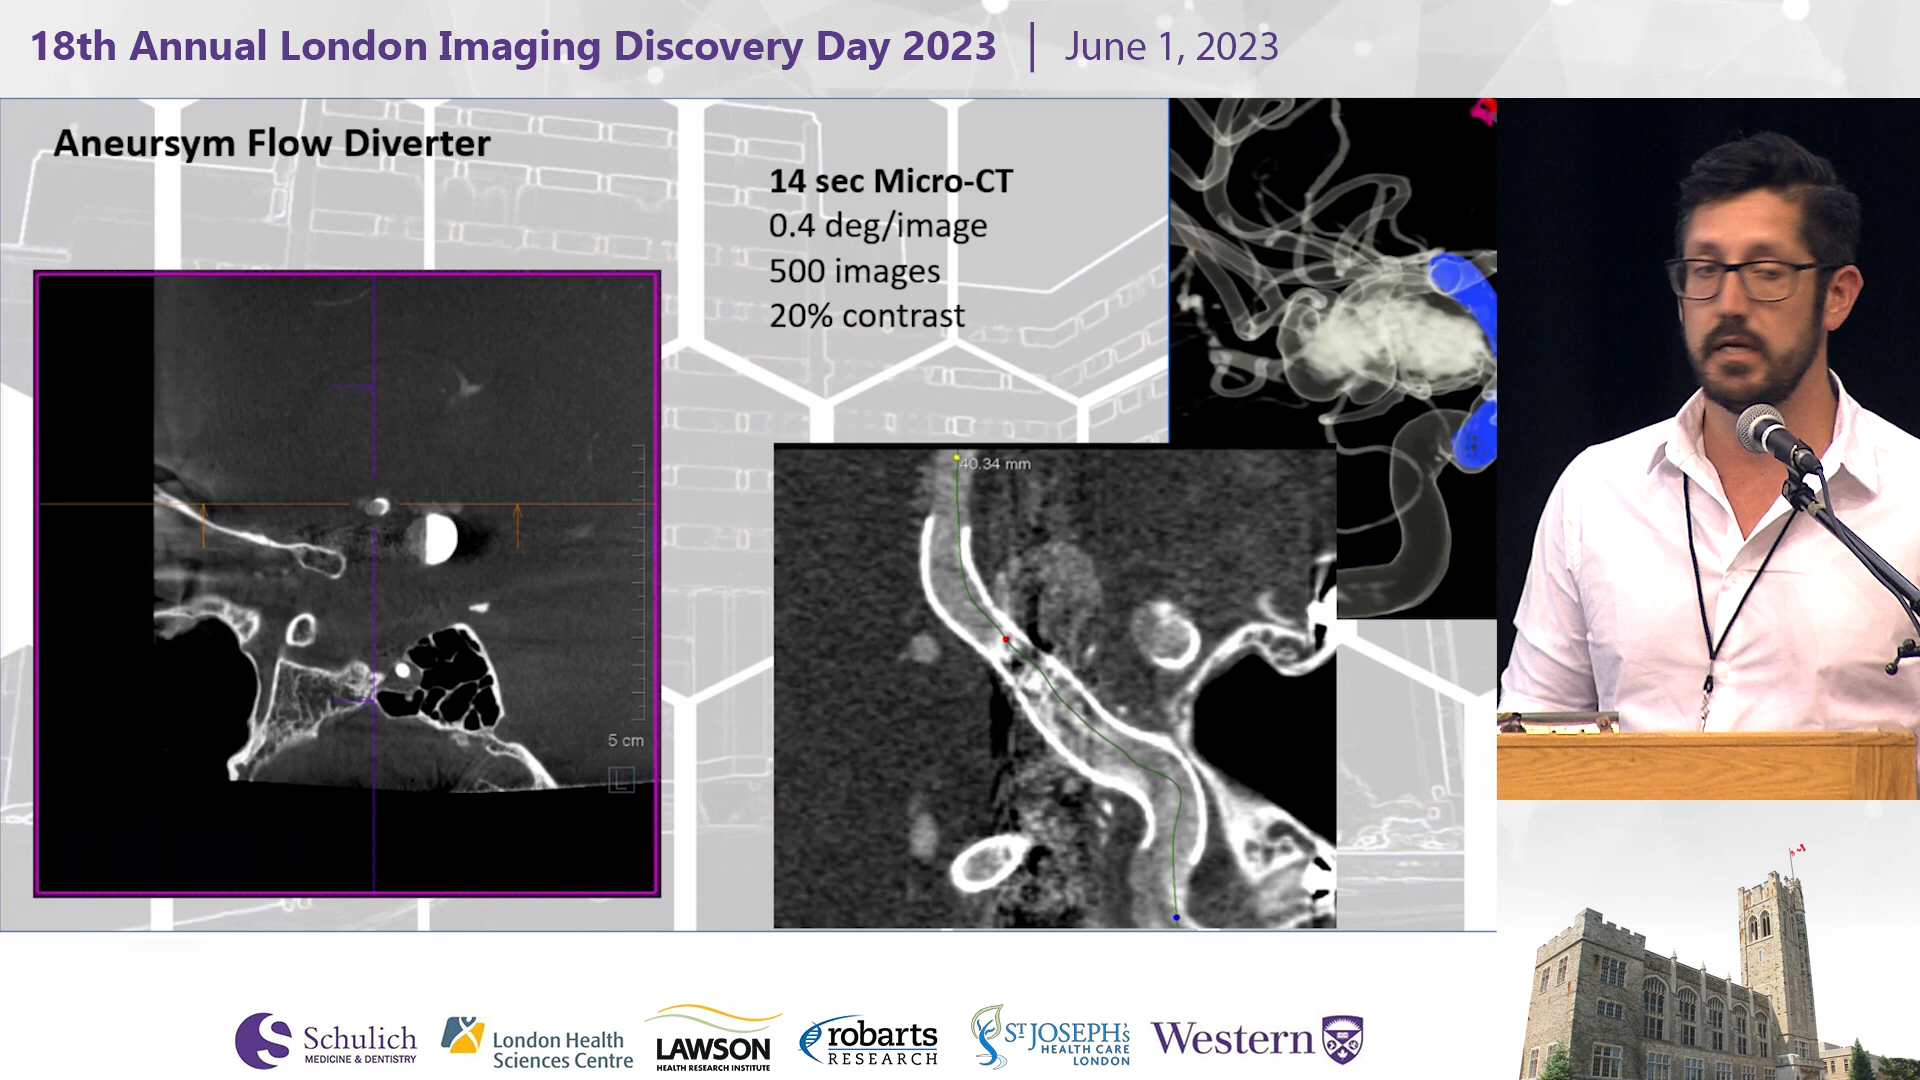 18th Annual London Imaging Discovery Day 2023 | June 1, 2023
Aneursym Flow Diverter
14 sec Micro-CT
0.4 deg/image
500 images
20% contrast
40.34 mm
5 cm
L
Schulich
MEDICINE & DENTISTRY
London Health
Sciences Centre
LAWSON
HEALTH RESEARCH INSTITUTE
robarts
RESEARCH
ST JOSEPH'S
HEALTH CARE
LONDON
Western